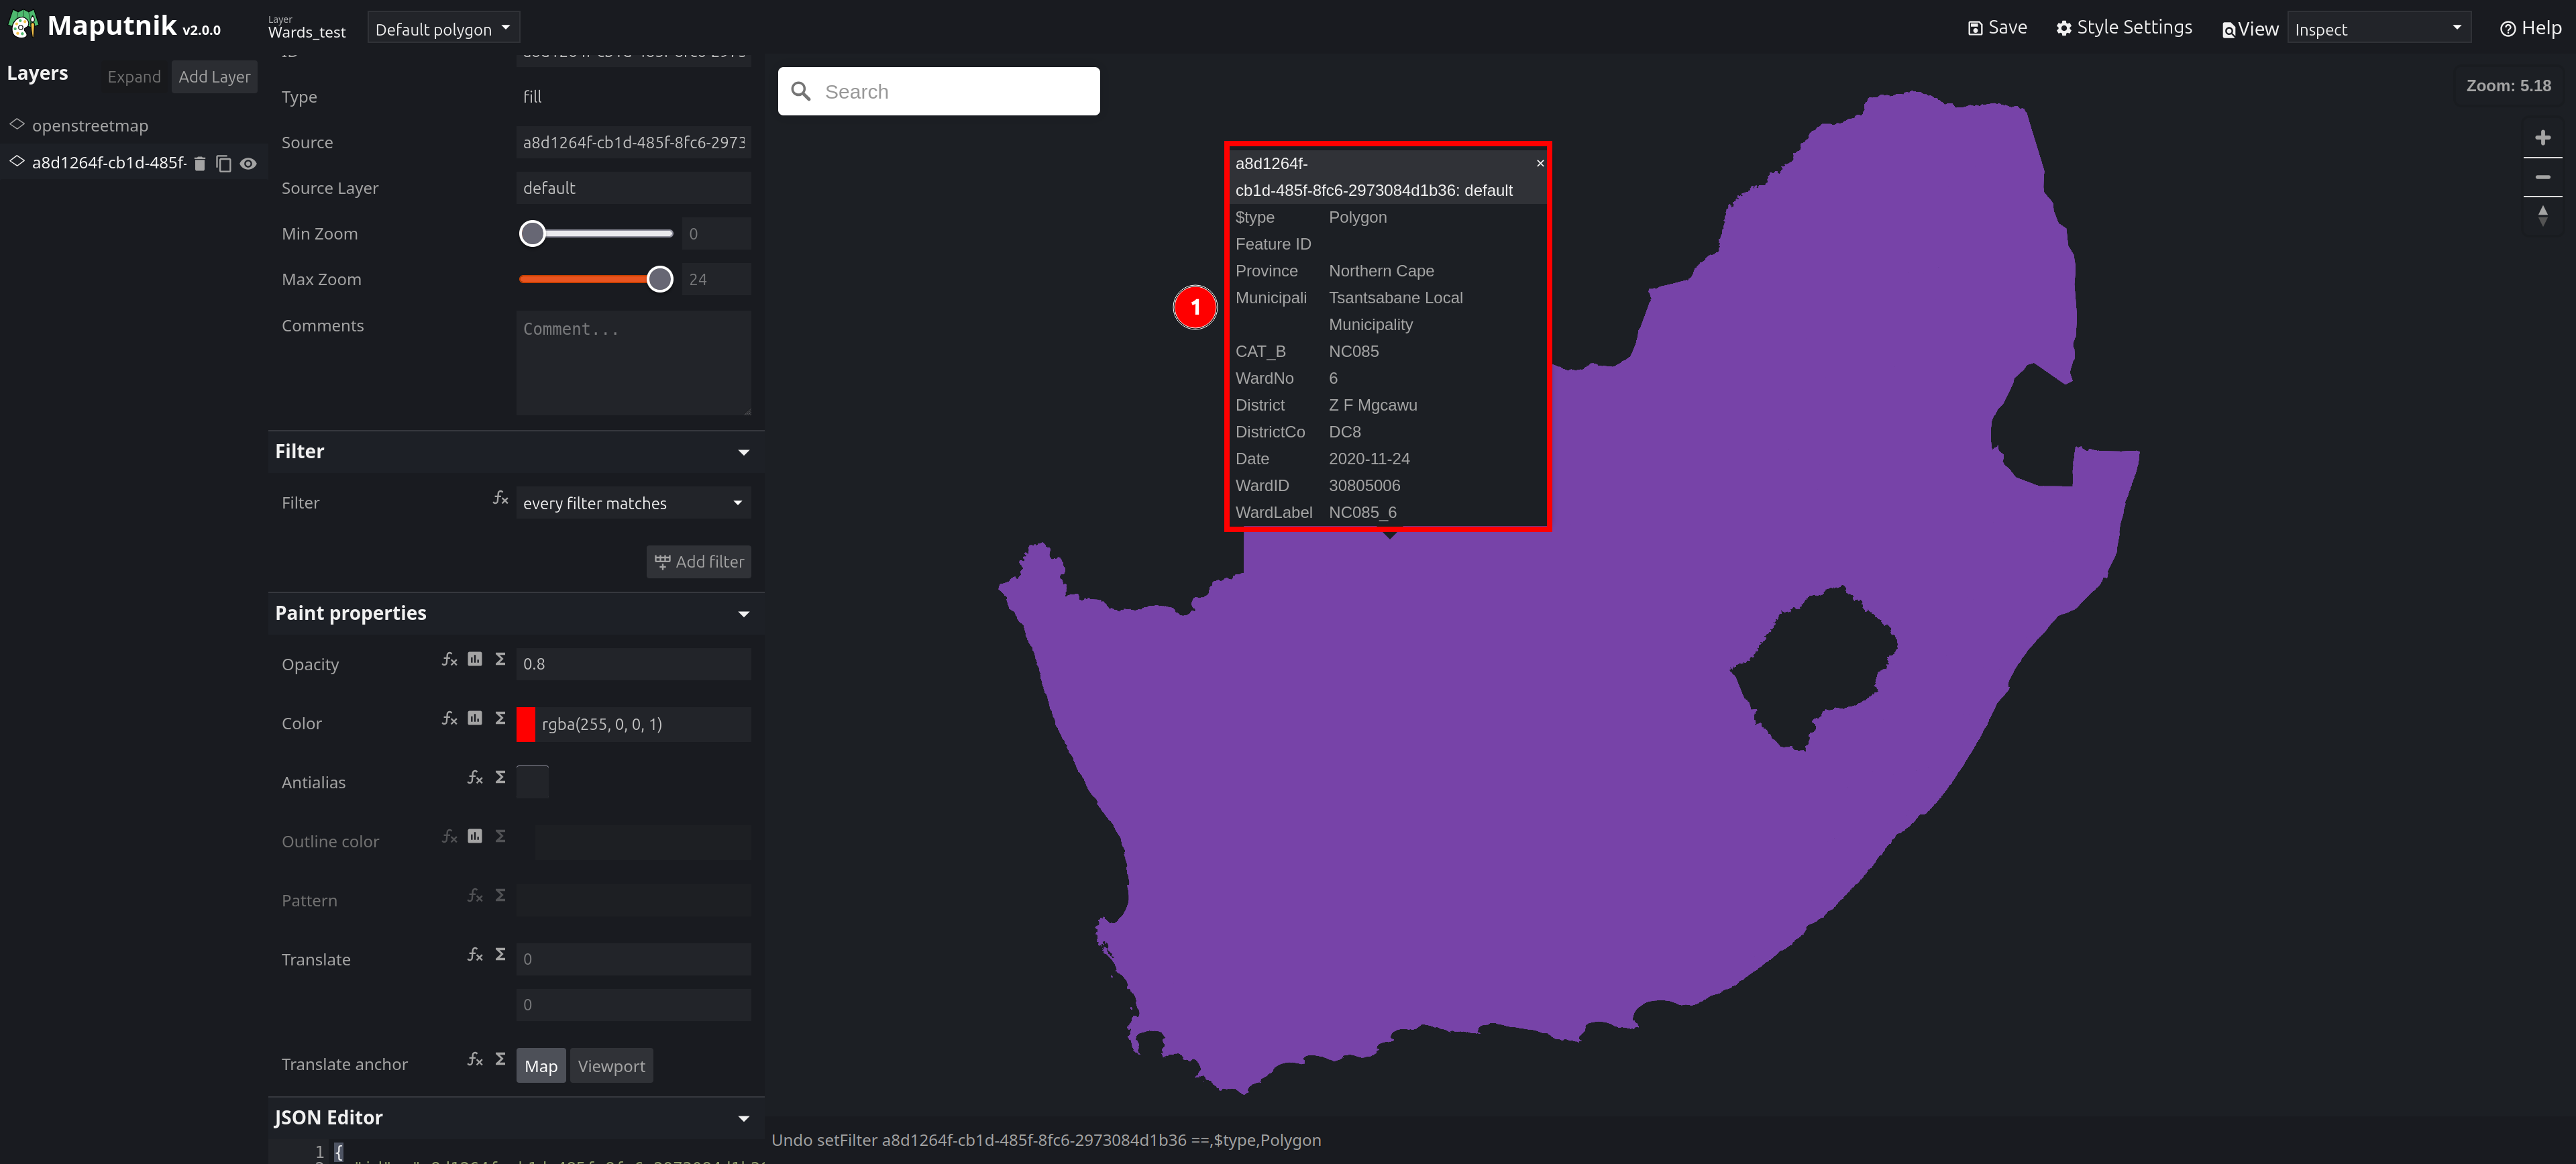 Maputnik v2.0.0
Layer
Wards_test
Default polygon
Save
Style Settings
View
Inspect
Help
Layers
Expand
Add Layer
openstreetmap
a8d1264f-cb1d-485f-
ID
a8d1264f-cb1d-485f-8fc6-2973
Type
fill
Source
a8d1264f-cb1d-485f-8fc6-2973
Source Layer
default
Min Zoom
0
Max Zoom
24
Comments
Comment...
Filter
Filter
every filter matches
Add filter
Paint properties
Opacity
0.8
Color
rgba(255, 0, 0, 1)
Antialias
Outline color
Pattern
Translate
0
0
Translate anchor
Map
Viewport
JSON Editor
1 {
Search
Zoom: 5.18
1
a8d1264f-
cb1d-485f-8fc6-2973084d1b36: default
×
$type Polygon
Feature ID
Province Northern Cape
Municipali Tsantsabane Local
Municipality
CAT_B NC085
WardNo 6
District Z F Mgcawu
DistrictCo DC8
Date 2020-11-24
WardID 30805006
WardLabel NC085_6
Undo setFilter a8d1264f-cb1d-485f-8fc6-2973084d1b36 ==,$type,Polygon